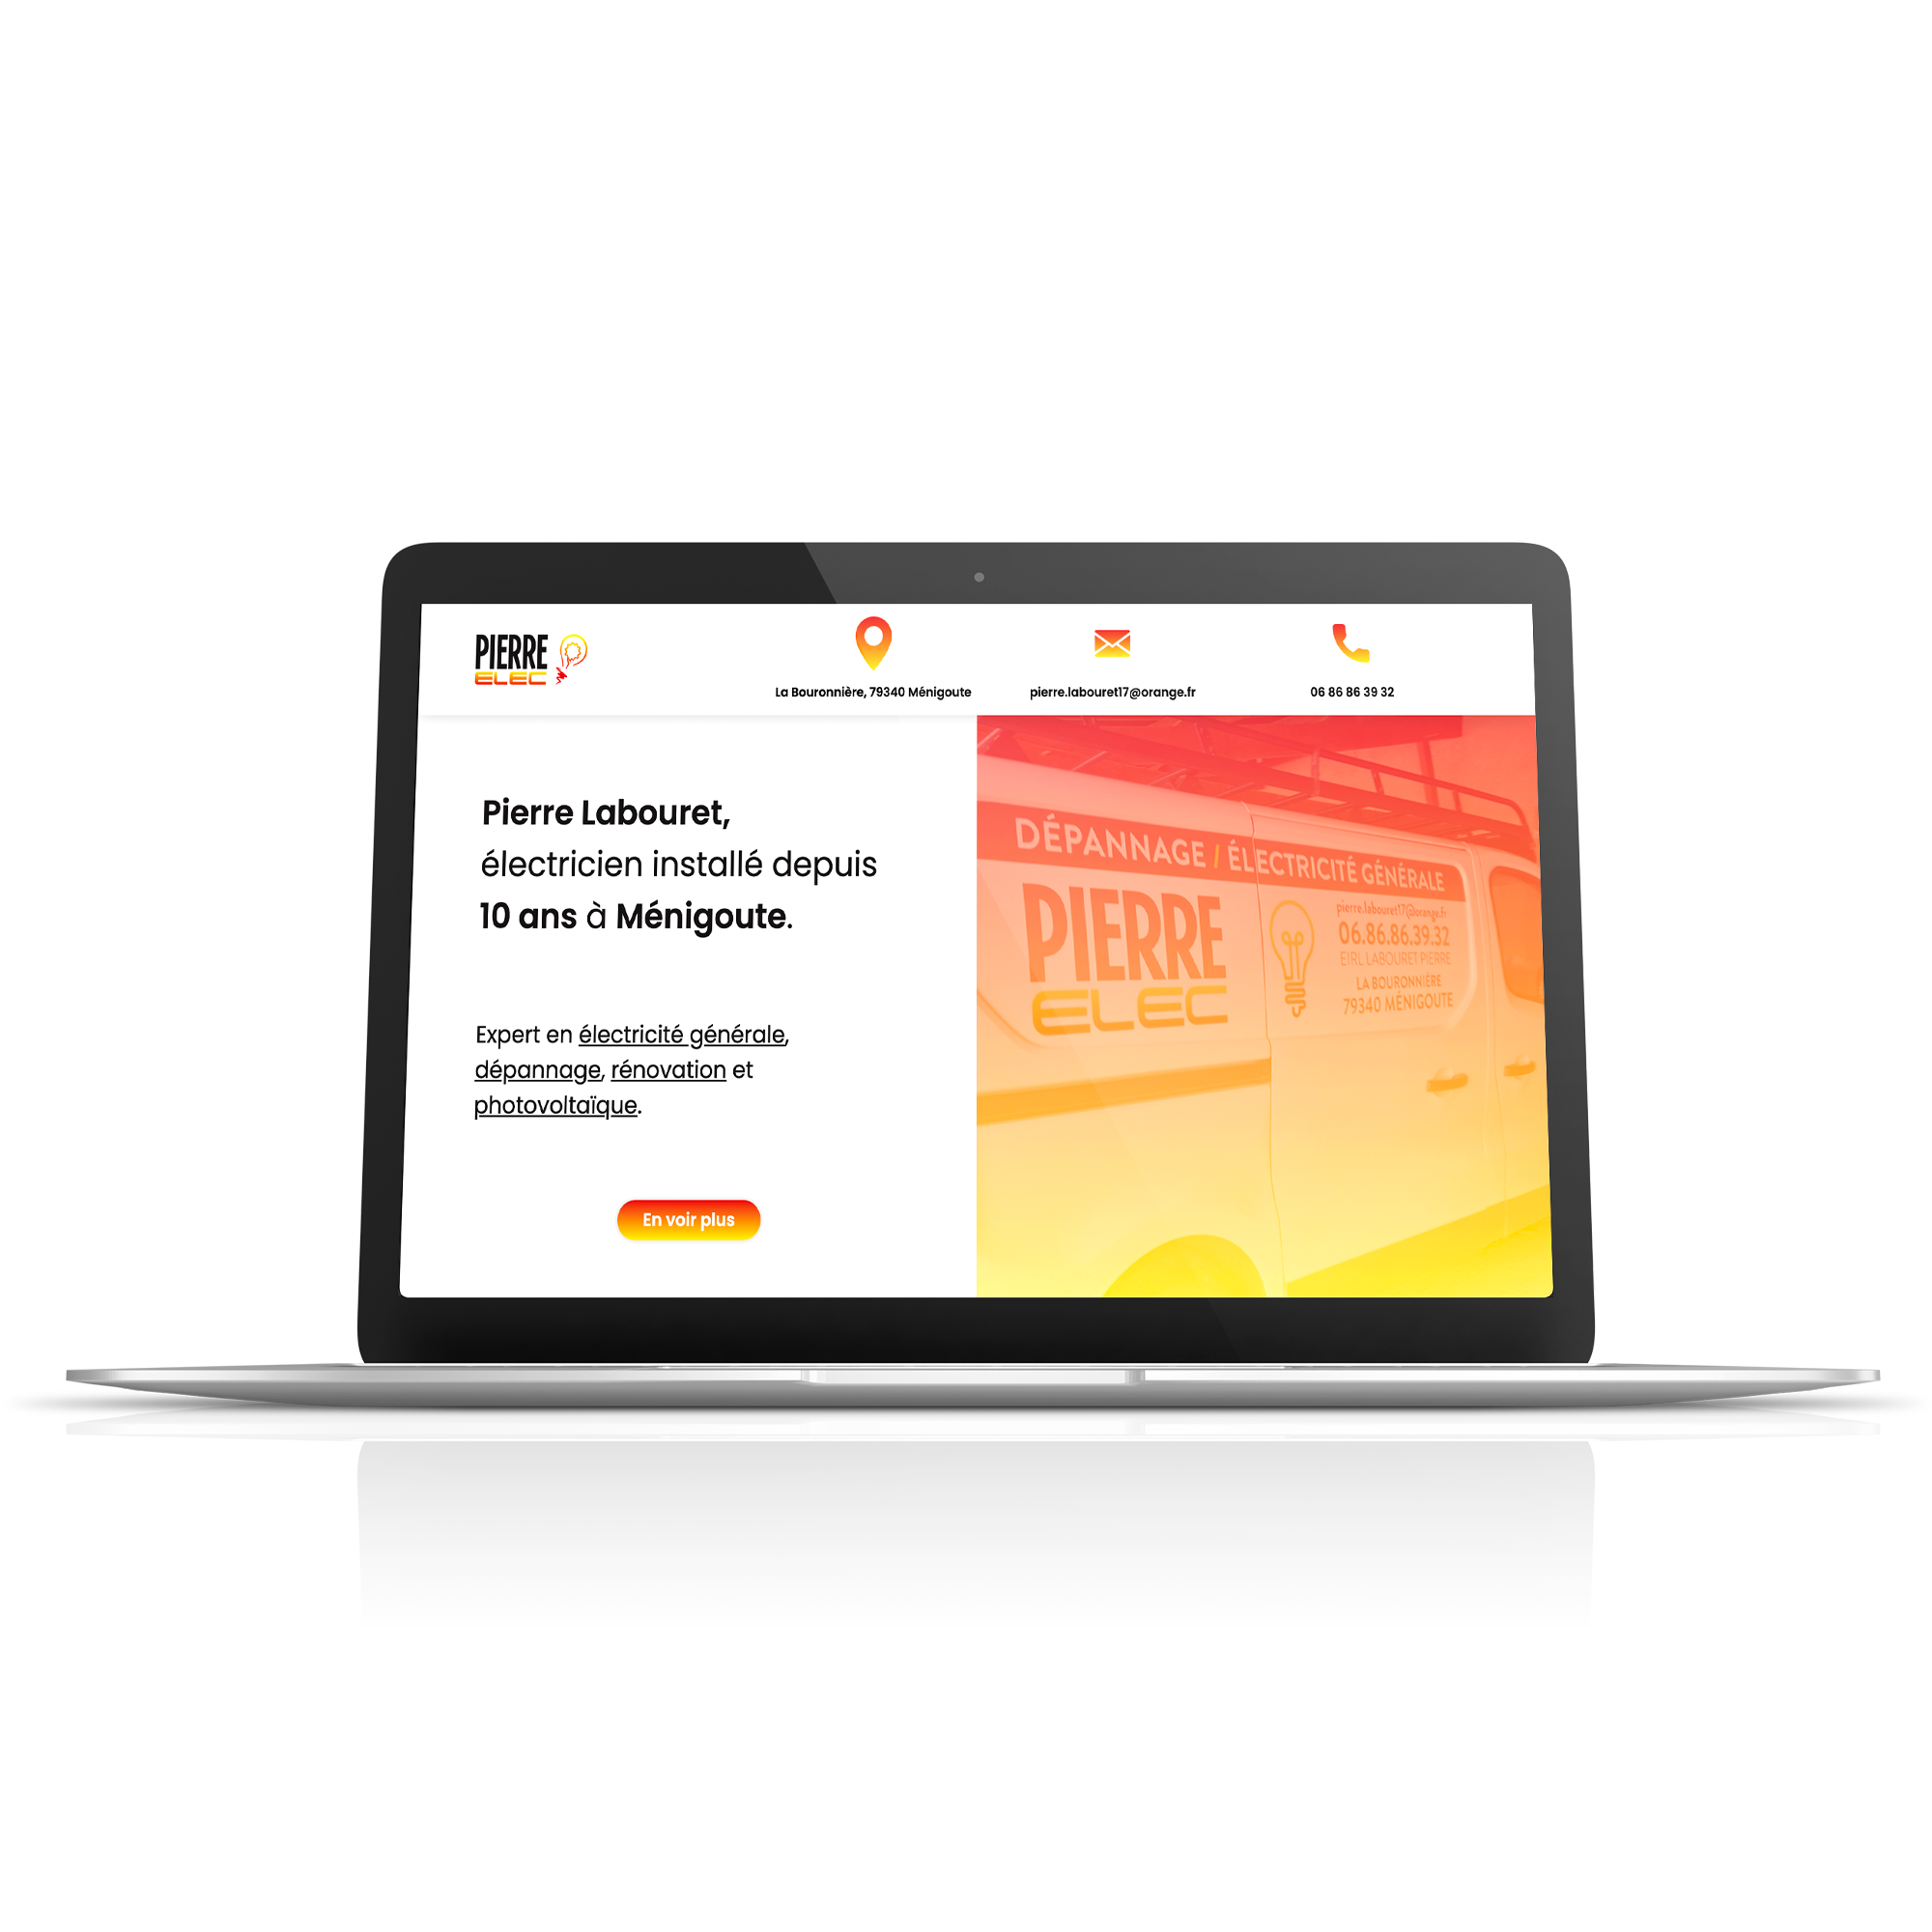 PIERRE
ELEC
La Bouronnière, 79340 Ménigoute
pierre.labouret17@orange.fr
06 86 86 39 32
Pierre Labouret,
électricien installé depuis
10 ans à Ménigoute.
Expert en électricité générale,
dépannage, rénovation et
photovoltaïque.
En voir plus
DÉPANNAGE / ÉLECTRICITÉ GÉNÉRALE
PIERRE
ELEC
pierre.labouret17@orange.fr
06.86.86.39.32
EIRL LABOURET PIERRE
LA BOURONNIÈRE
79340 MÉNIGOUTE